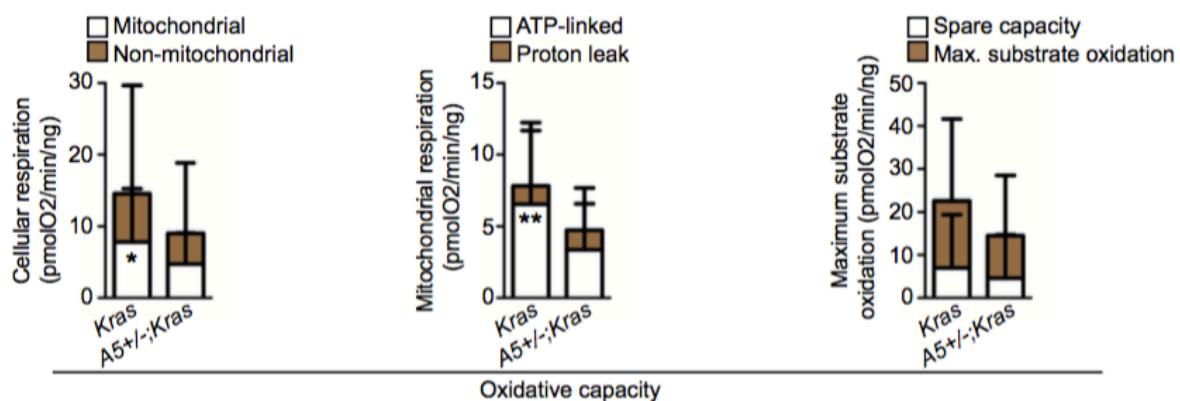 Mitochondrial
Non-mitochondrial
Cellular respiration
(pmolO2/min/ng)
30
20
10
0
*
Kras
A5+/-;Kras
ATP-linked
Proton leak
Mitochondrial respiration
(pmolO2/min/ng)
15
10
5
0
**
Kras
A5+/-;Kras
Spare capacity
Max. substrate oxidation
Maximum substrate
oxidation (pmolO2/min/ng)
50
40
30
20
10
0
Kras
A5+/-;Kras
Oxidative capacity